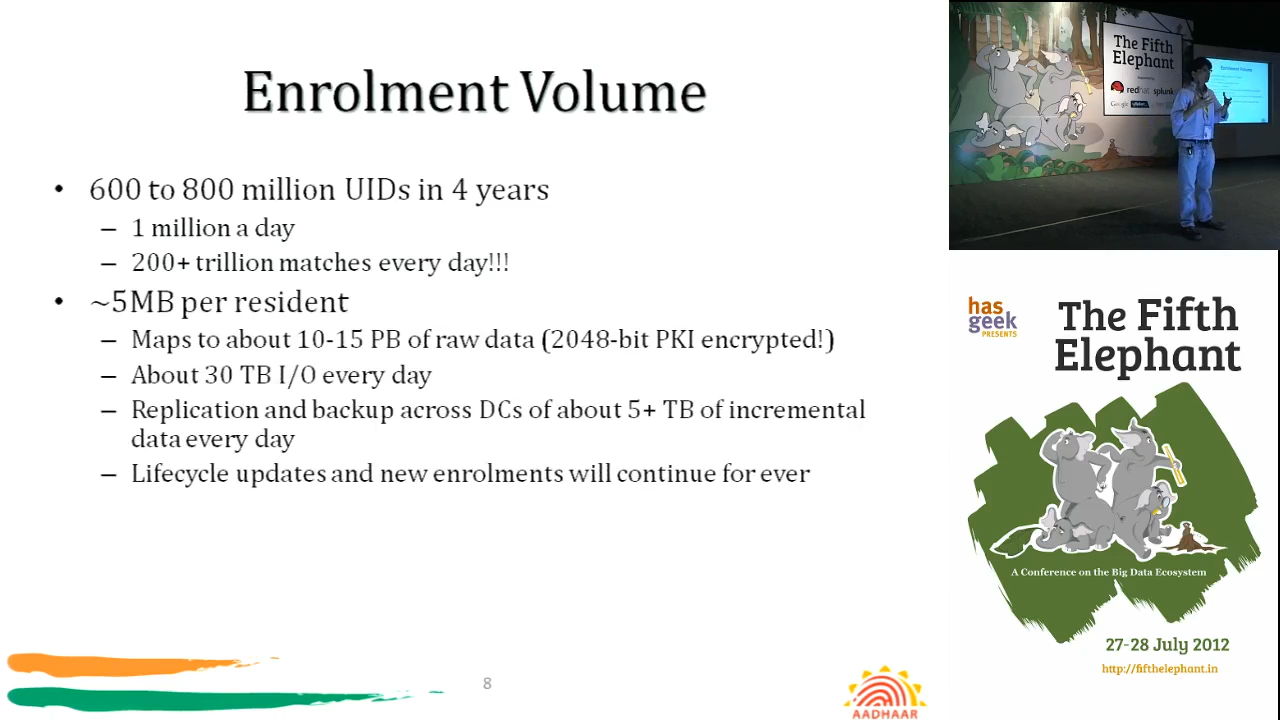 Enrolment Volume
• 600 to 800 million UIDs in 4 years
– 1 million a day
– 200+ trillion matches every day!!!
• ~5MB per resident
– Maps to about 10-15 PB of raw data (2048-bit PKI encrypted!)
– About 30 TB I/O every day
– Replication and backup across DCs of about 5+ TB of incremental
data every day
– Lifecycle updates and new enrolments will continue for ever
8
AADHAAR
The Fifth
Elephant
redhat splunk
Google
Enrolment Volume
has
geek
PRESENTS
The Fifth
Elephant
A Conference on the Big Data Ecosystem
27-28 July 2012
http://fifthelephant.in